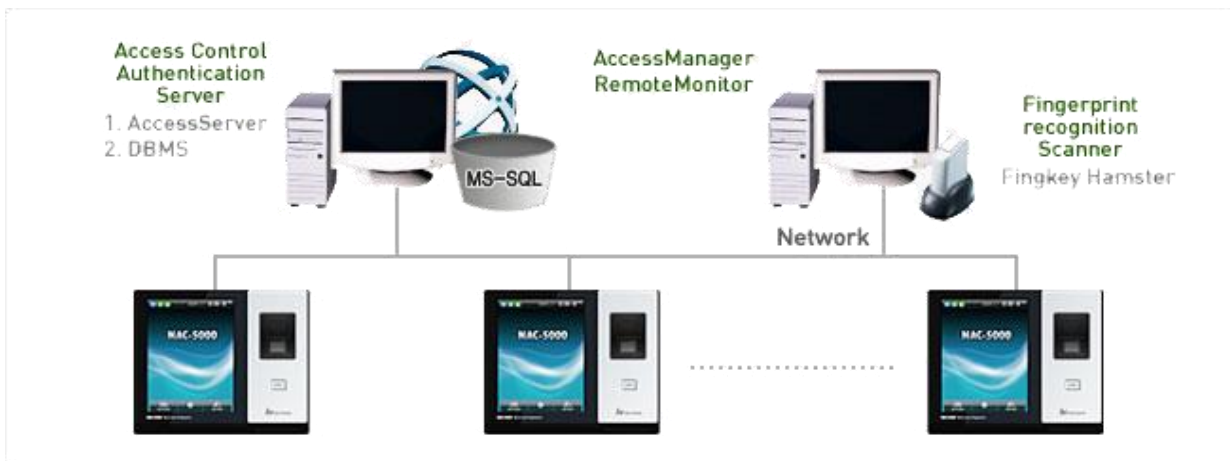 Access Control
Authentication
Server
1. AccessServer
2. DBMS
MS-SQL
AccessManager
RemoteMonitor
Fingerprint
recognition
Scanner
Fingkey Hamster
Network
NAC-5000
NAC-5000
NAC-5000